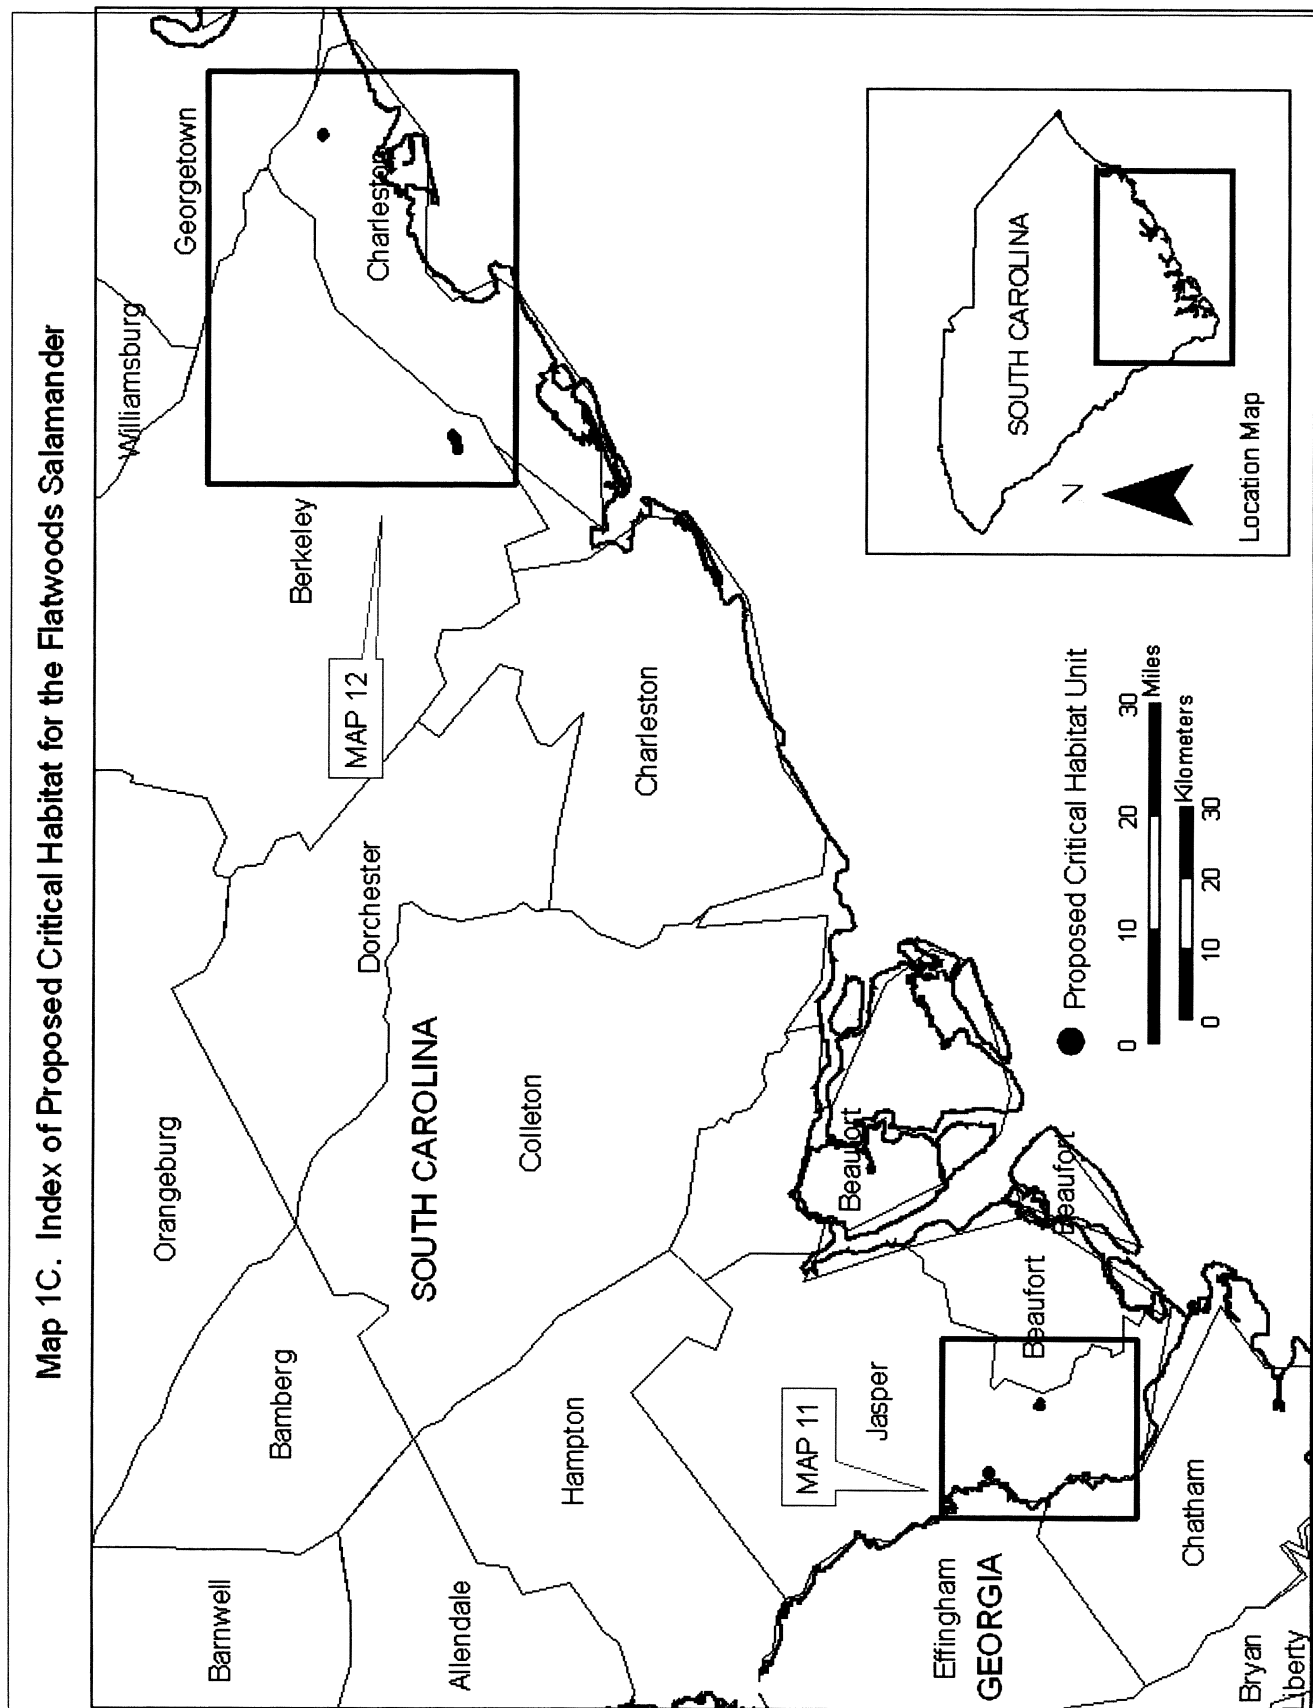 Map 1C. Index of Proposed Critical Habitat for the Flatwoods Salamander
Barnwell
Bamberg
Orangeburg
Williamsburg
Georgetown
Allendale
Hampton
SOUTH CAROLINA
Colleton
Dorchester
MAP 12
Berkeley
Charleston
Charleston
MAP 11
Jasper
Beaufort
Beaufort
Beaufort
Effingham
GEORGIA
Chatham
Bryan
Liberty
Proposed Critical Habitat Unit
0 10 20 30
Miles
Kilometers
0 10 20 30
SOUTH CAROLINA
N
Location Map